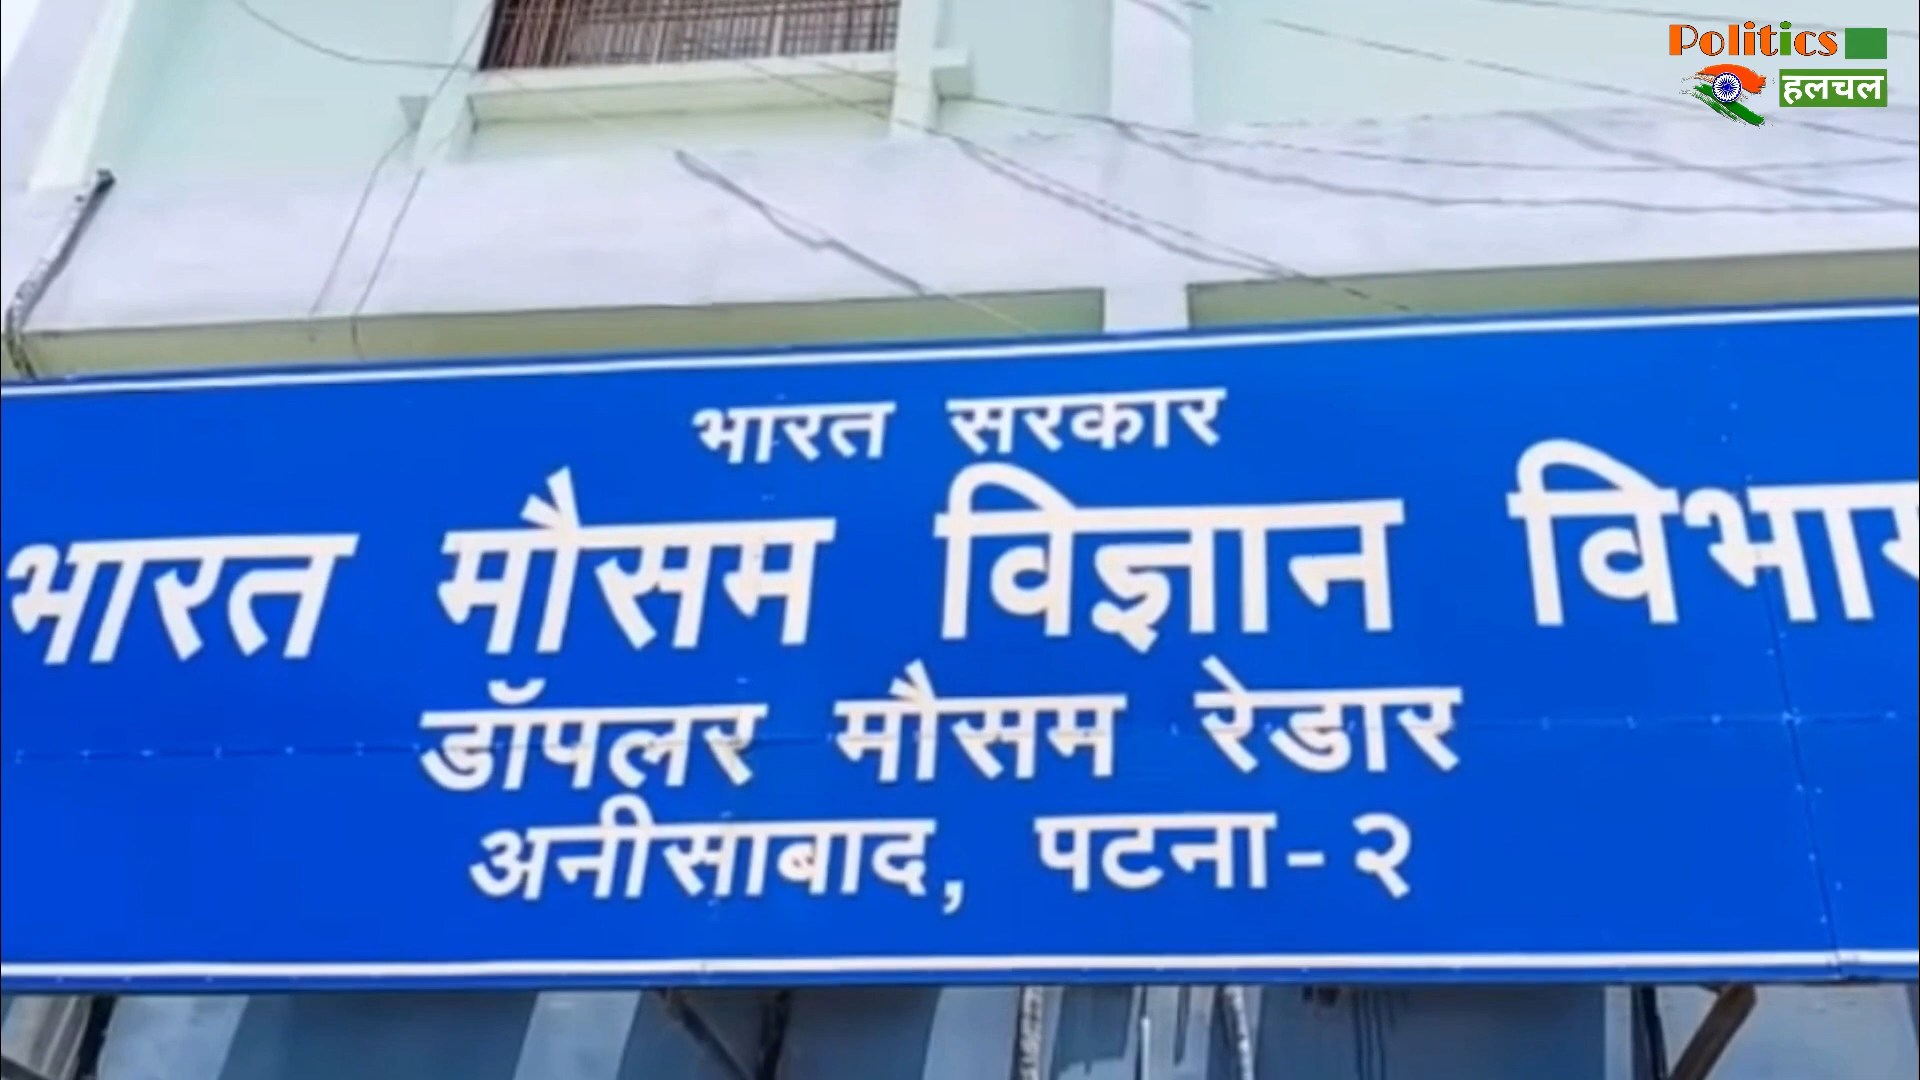 Politics
हलचल
भारत सरकार
भारत मौसम विज्ञान विभाग
डॉपलर मौसम रेडार
अनीसाबाद, पटना-२